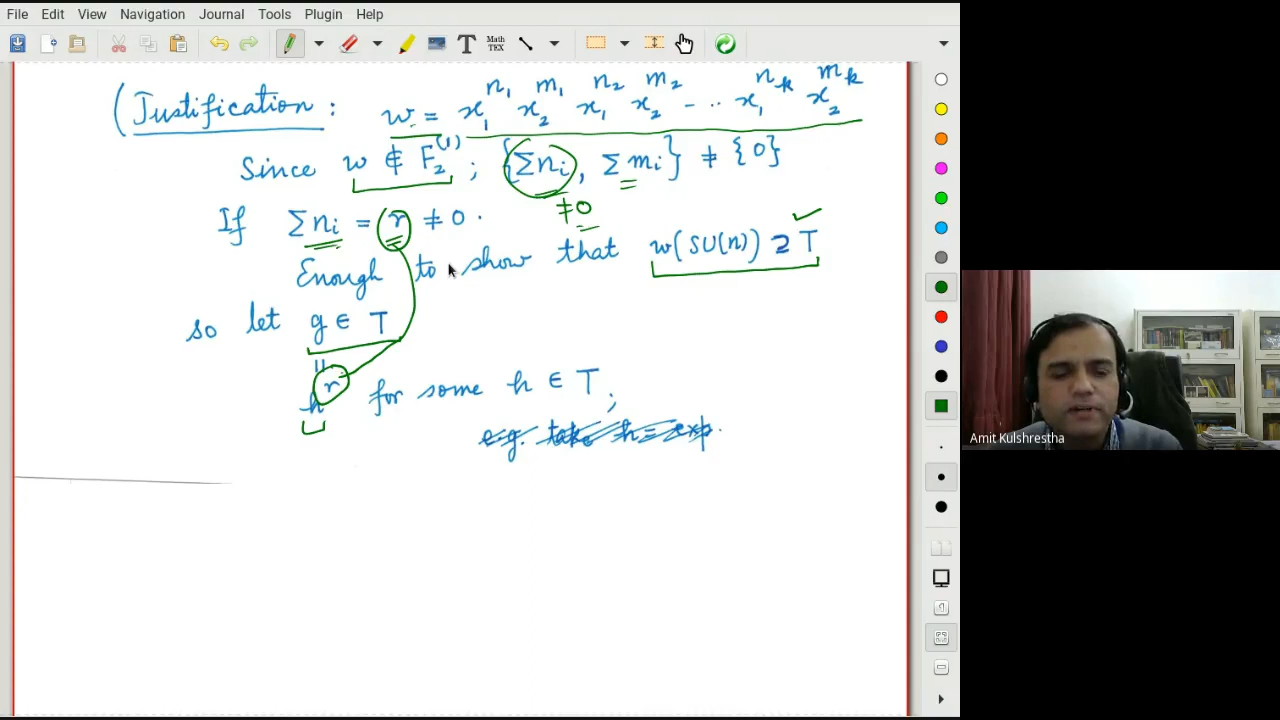 File Edit View Navigation Journal Tools Plugin Help
Math TEX
(Justification : w = x₁^{n₁} x₂^{m₁} x₁^{n₂} x₂^{m₂} - .. x₁^{n_k} x₂^{m_k}
Since w ∉ F₂^{(1)} ; {Σnᵢ, Σmᵢ} ≠ {0}
≠0
If Σnᵢ = r ≠ 0 .
Enough to show that w(SU(n)) ⊇ T ✓
so let g ∈ T
"
h^r for some h ∈ T ;
e.g. take h = exp.
Amit Kulshrestha